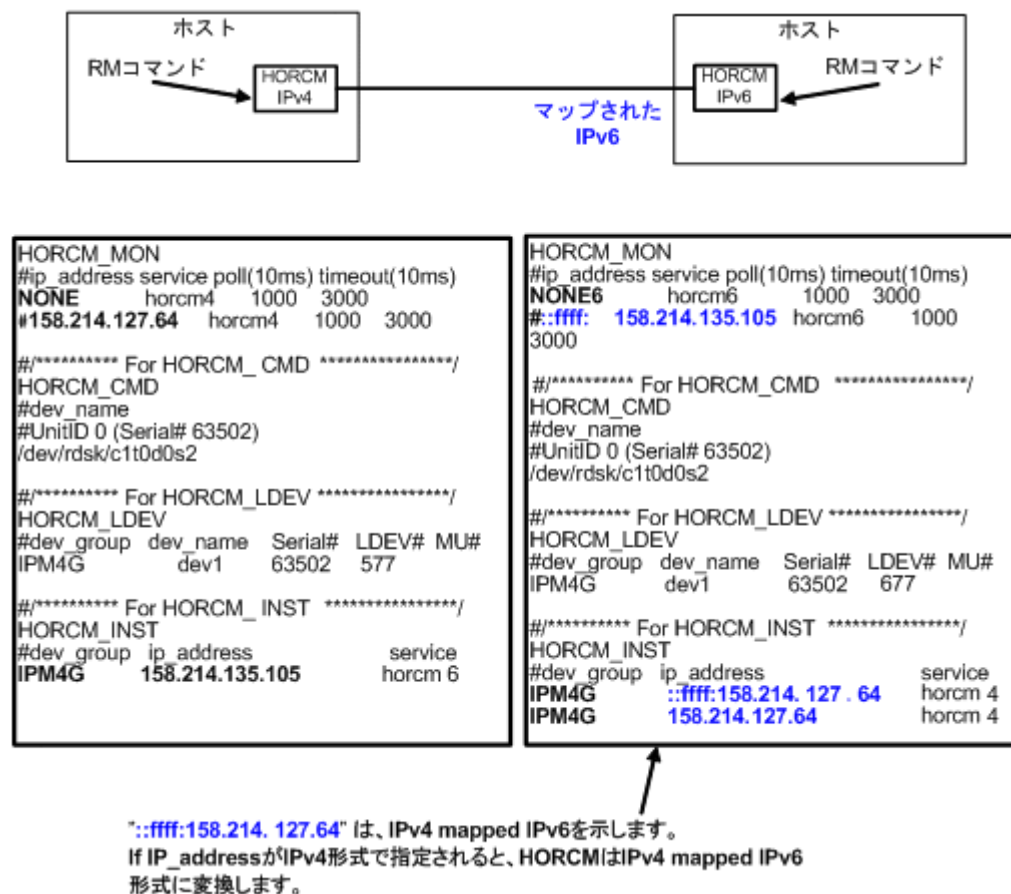 ホスト
RMコマンド
HORCM
IPv4
マップされた
IPv6
ホスト
HORCM
IPv6
RMコマンド
HORCM_MON
#ip_address service poll(10ms) timeout(10ms)
NONE horcm4 1000 3000
#158.214.127.64 horcm4 1000 3000
#/********** For HORCM_ CMD ****************/
HORCM_CMD
#dev_name
#UnitID 0 (Serial# 63502)
/dev/rdsk/c1t0d0s2
#/********** For HORCM_LDEV ****************/
HORCM_LDEV
#dev_group dev_name Serial# LDEV# MU#
IPM4G dev1 63502 577
#/********** For HORCM_ INST ****************/
HORCM_INST
#dev_group ip_address service
IPM4G 158.214.135.105 horcm 6
HORCM_MON
#ip_address service poll(10ms) timeout(10ms)
NONE6 horcm6 1000 3000
#::ffff: 158.214.135.105 horcm6 1000
3000
#/********** For HORCM_CMD ****************/
HORCM_CMD
#dev_name
#UnitID 0 (Serial# 63502)
/dev/rdsk/c1t0d0s2
#/********** For HORCM_LDEV ****************/
HORCM_LDEV
#dev_group dev_name Serial# LDEV# MU#
IPM4G dev1 63502 677
#/********** For HORCM_INST ****************/
HORCM_INST
#dev_group ip_address service
IPM4G ::ffff:158.214. 127 . 64 horcm 4
IPM4G 158.214.127.64 horcm 4
"::ffff:158.214. 127.64" は、IPv4 mapped IPv6を示します。
If IP_addressがIPv4形式で指定されると、HORCMはIPv4 mapped IPv6
形式に変換します。